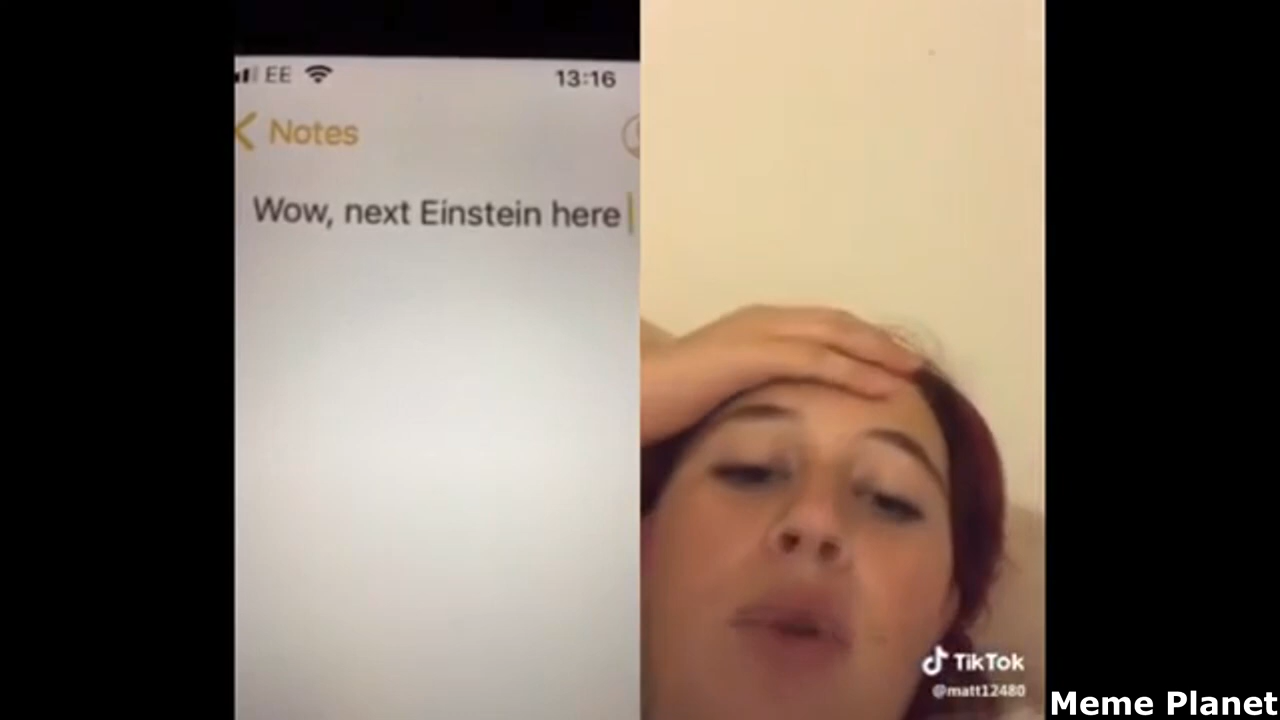 EE 13:16
Notes
Wow, next Einstein here
TikTok
@matt12480
Meme Planet